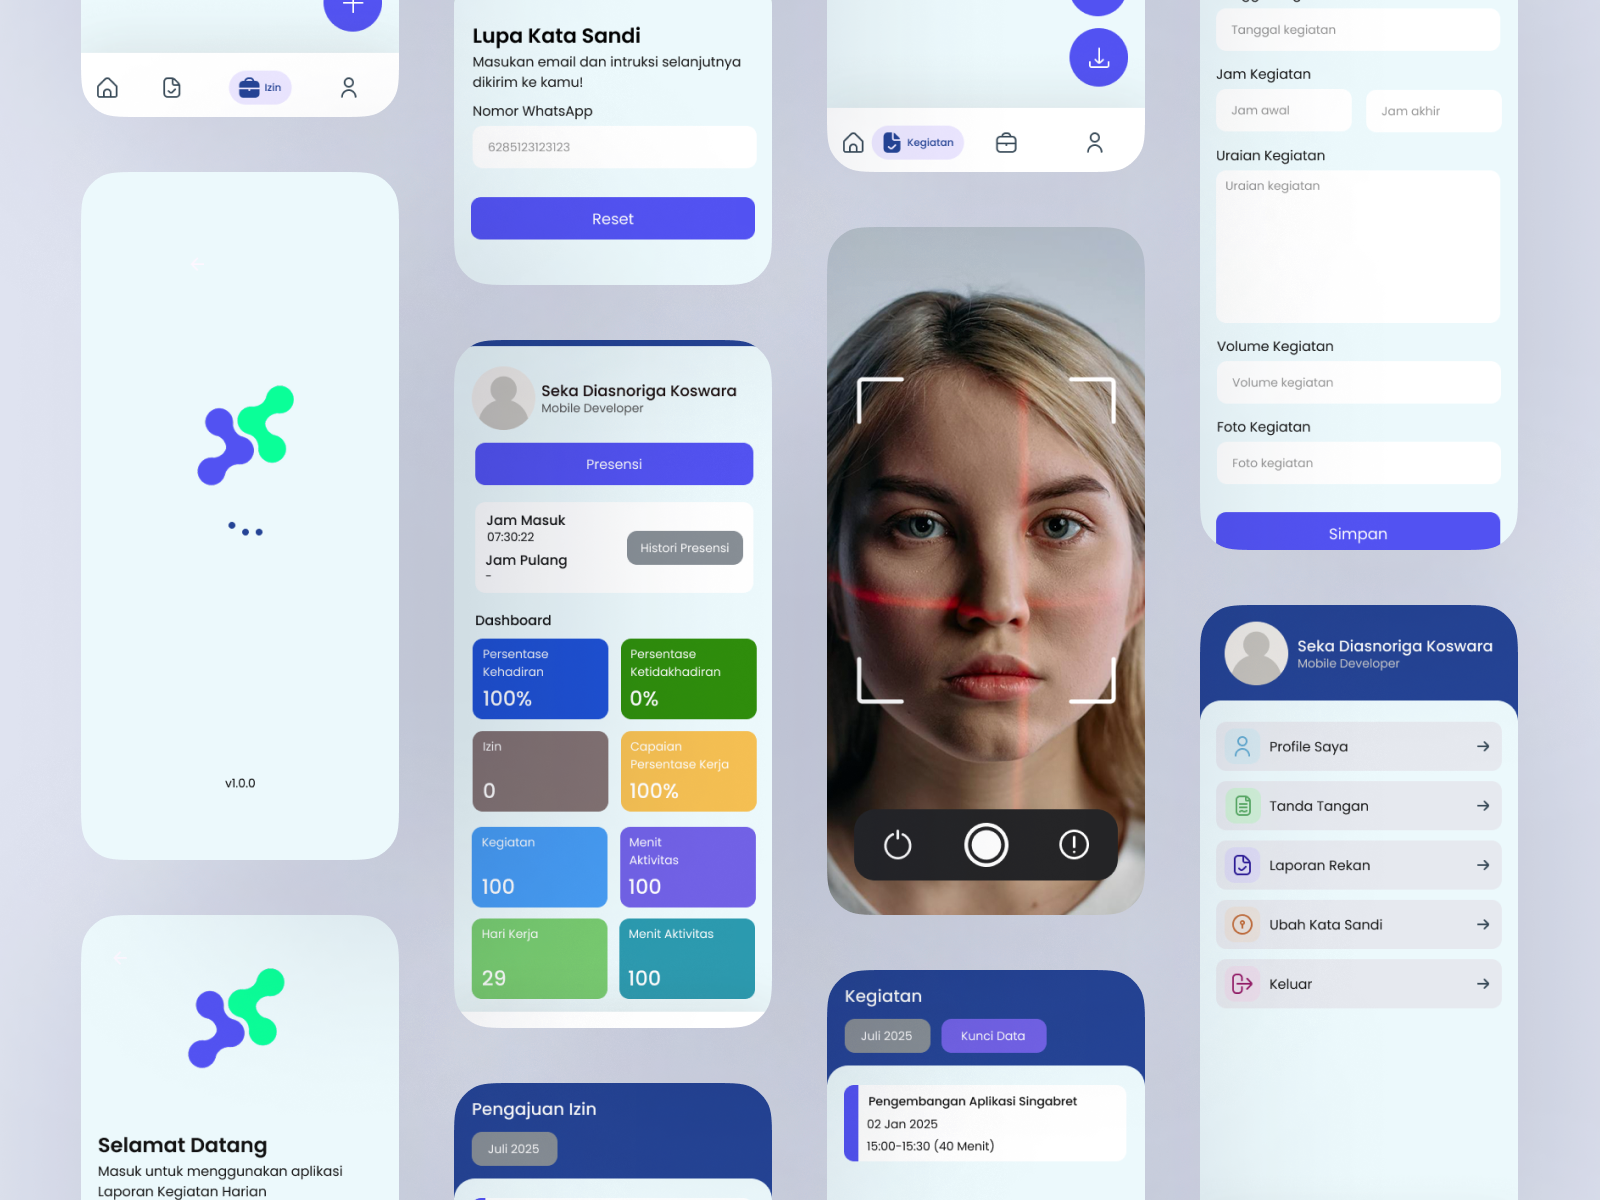 Izin
v1.0.0
Selamat Datang
Masuk untuk menggunakan aplikasi
Laporan Kegiatan Harian
Lupa Kata Sandi
Masukan email dan intruksi selanjutnya
dikirim ke kamu!
Nomor WhatsApp
6285123123123
Reset
Seka Diasnoriga Koswara
Mobile Developer
Presensi
Jam Masuk
07:30:22
Jam Pulang
-
Histori Presensi
Dashboard
Persentase
Kehadiran
100%
Persentase
Ketidakhadiran
0%
Izin
0
Capaian
Persentase Kerja
100%
Kegiatan
100
Menit
Aktivitas
100
Hari Kerja
29
Menit Aktivitas
100
Pengajuan Izin
Juli 2025
Kegiatan
Kegiatan
Juli 2025
Kunci Data
Pengembangan Aplikasi Singabret
02 Jan 2025
15:00-15:30 (40 Menit)
Tanggal kegiatan
Jam Kegiatan
Jam awal
Jam akhir
Uraian Kegiatan
Uraian kegiatan
Volume Kegiatan
Volume kegiatan
Foto Kegiatan
Foto kegiatan
Simpan
Seka Diasnoriga Koswara
Mobile Developer
Profile Saya
Tanda Tangan
Laporan Rekan
Ubah Kata Sandi
Keluar